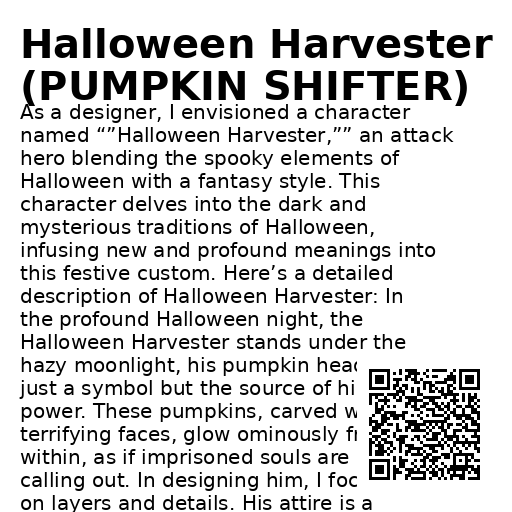 Halloween Harvester
(PUMPKIN SHIFTER)
As a designer, I envisioned a character
named “”Halloween Harvester,”” an attack
hero blending the spooky elements of
Halloween with a fantasy style. This
character delves into the dark and
mysterious traditions of Halloween,
infusing new and profound meanings into
this festive custom. Here’s a detailed
description of Halloween Harvester: In
the profound Halloween night, the
Halloween Harvester stands under the
hazy moonlight, his pumpkin head
just a symbol but the source of
power. These pumpkins, carved
terrifying faces, glow ominously
within, as if imprisoned souls are
calling out. In designing him, I
on layers and details. His attire is a